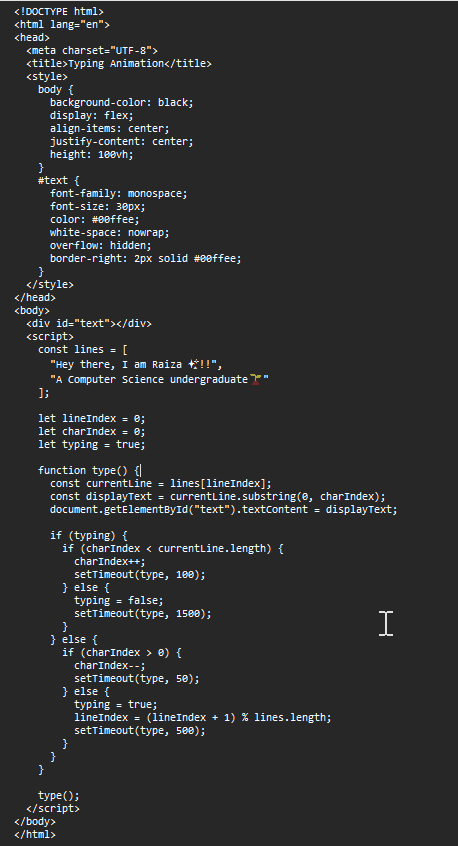 <!DOCTYPE html>
<html lang="en">
<head>
  <meta charset="UTF-8">
  <title>Typing Animation</title>
  <style>
    body {
      background-color: black;
      display: flex;
      align-items: center;
      justify-content: center;
      height: 100vh;
    }
    #text {
      font-family: monospace;
      font-size: 30px;
      color: #00ffee;
      white-space: nowrap;
      overflow: hidden;
      border-right: 2px solid #00ffee;
    }
  </style>
</head>
<body>
  <div id="text"></div>
  <script>
    const lines = [
      "Hey there, I am Raiza ✨!!",
      "A Computer Science undergraduate🌱"
    ];

    let lineIndex = 0;
    let charIndex = 0;
    let typing = true;

    function type() {
      const currentLine = lines[lineIndex];
      const displayText = currentLine.substring(0, charIndex);
      document.getElementById("text").textContent = displayText;

      if (typing) {
        if (charIndex < currentLine.length) {
          charIndex++;
          setTimeout(type, 100);
        } else {
          typing = false;
          setTimeout(type, 1500);
        }
      } else {
        if (charIndex > 0) {
          charIndex--;
          setTimeout(type, 50);
        } else {
          typing = true;
          lineIndex = (lineIndex + 1) % lines.length;
          setTimeout(type, 500);
        }
      }
    }

    type();
  </script>
</body>
</html>